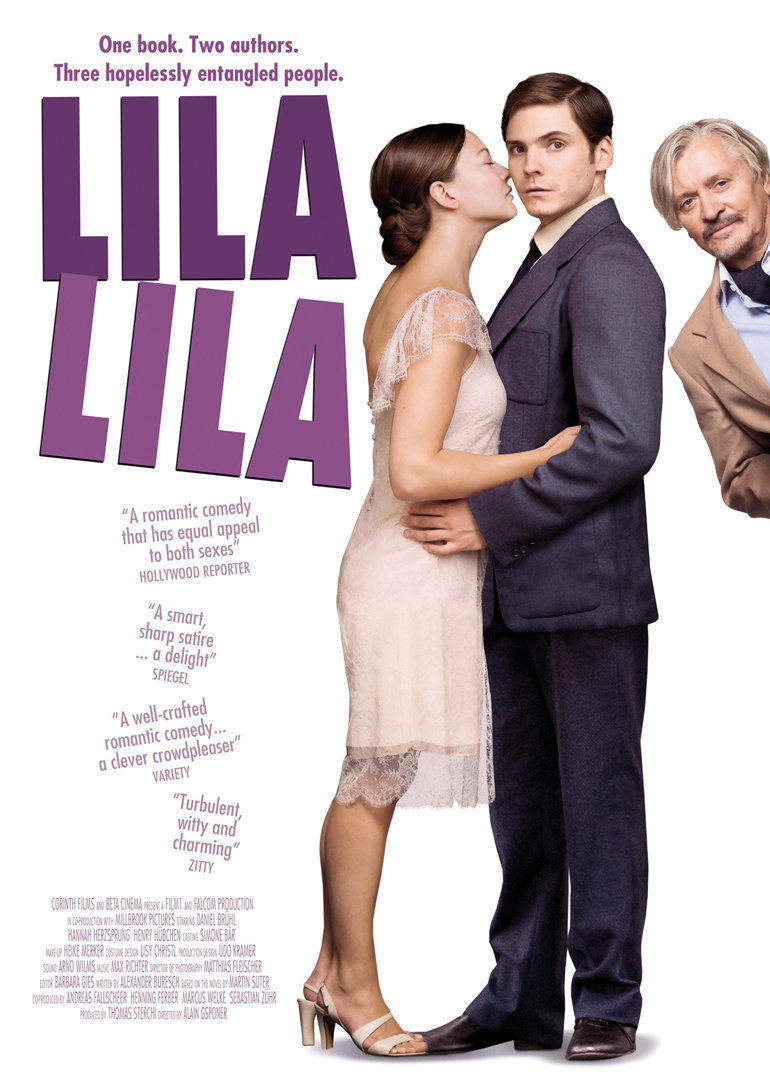 One book. Two authors.
Three hopelessly entangled people.
LILA
LILA
"A romantic comedy
that has equal appeal
to both sexes"
HOLLYWOOD REPORTER
"A smart,
sharp satire
... a delight"
SPIEGEL
"A well-crafted
romantic comedy...
a clever crowdpleaser"
VARIETY
"Turbulent,
witty and
charming"
ZITTY
CORINTH FILMS AND BETA CINEMA PRESENT A FILM1 AND FALCOM PRODUCTION
IN CO-PRODUCTION WITH MILLBROOK PICTURES STARRING DANIEL BRÜHL
HANNAH HERZSPRUNG HENRY HÜBCHEN CASTING SIMONE BÄR
MAKE-UP HEIKE MERKER COSTUME DESIGN LISY CHRISTL PRODUCTION DESIGN UDO KRAMER
SOUND ARNO WILMS MUSIC MAX RICHTER DIRECTOR OF PHOTOGRAPHY MATTHIAS FLEISCHER
EDITOR BARBARA GIES WRITTEN BY ALEXANDER BURESCH BASED ON THE NOVEL BY MARTIN SUTER
CO-PRODUCED BY ANDREAS FALLSCHEER HENNING FERBER MARCUS WELKE SEBASTIAN ZÜHR
PRODUCED BY THOMAS STERCHI DIRECTED BY ALAIN GSPONER